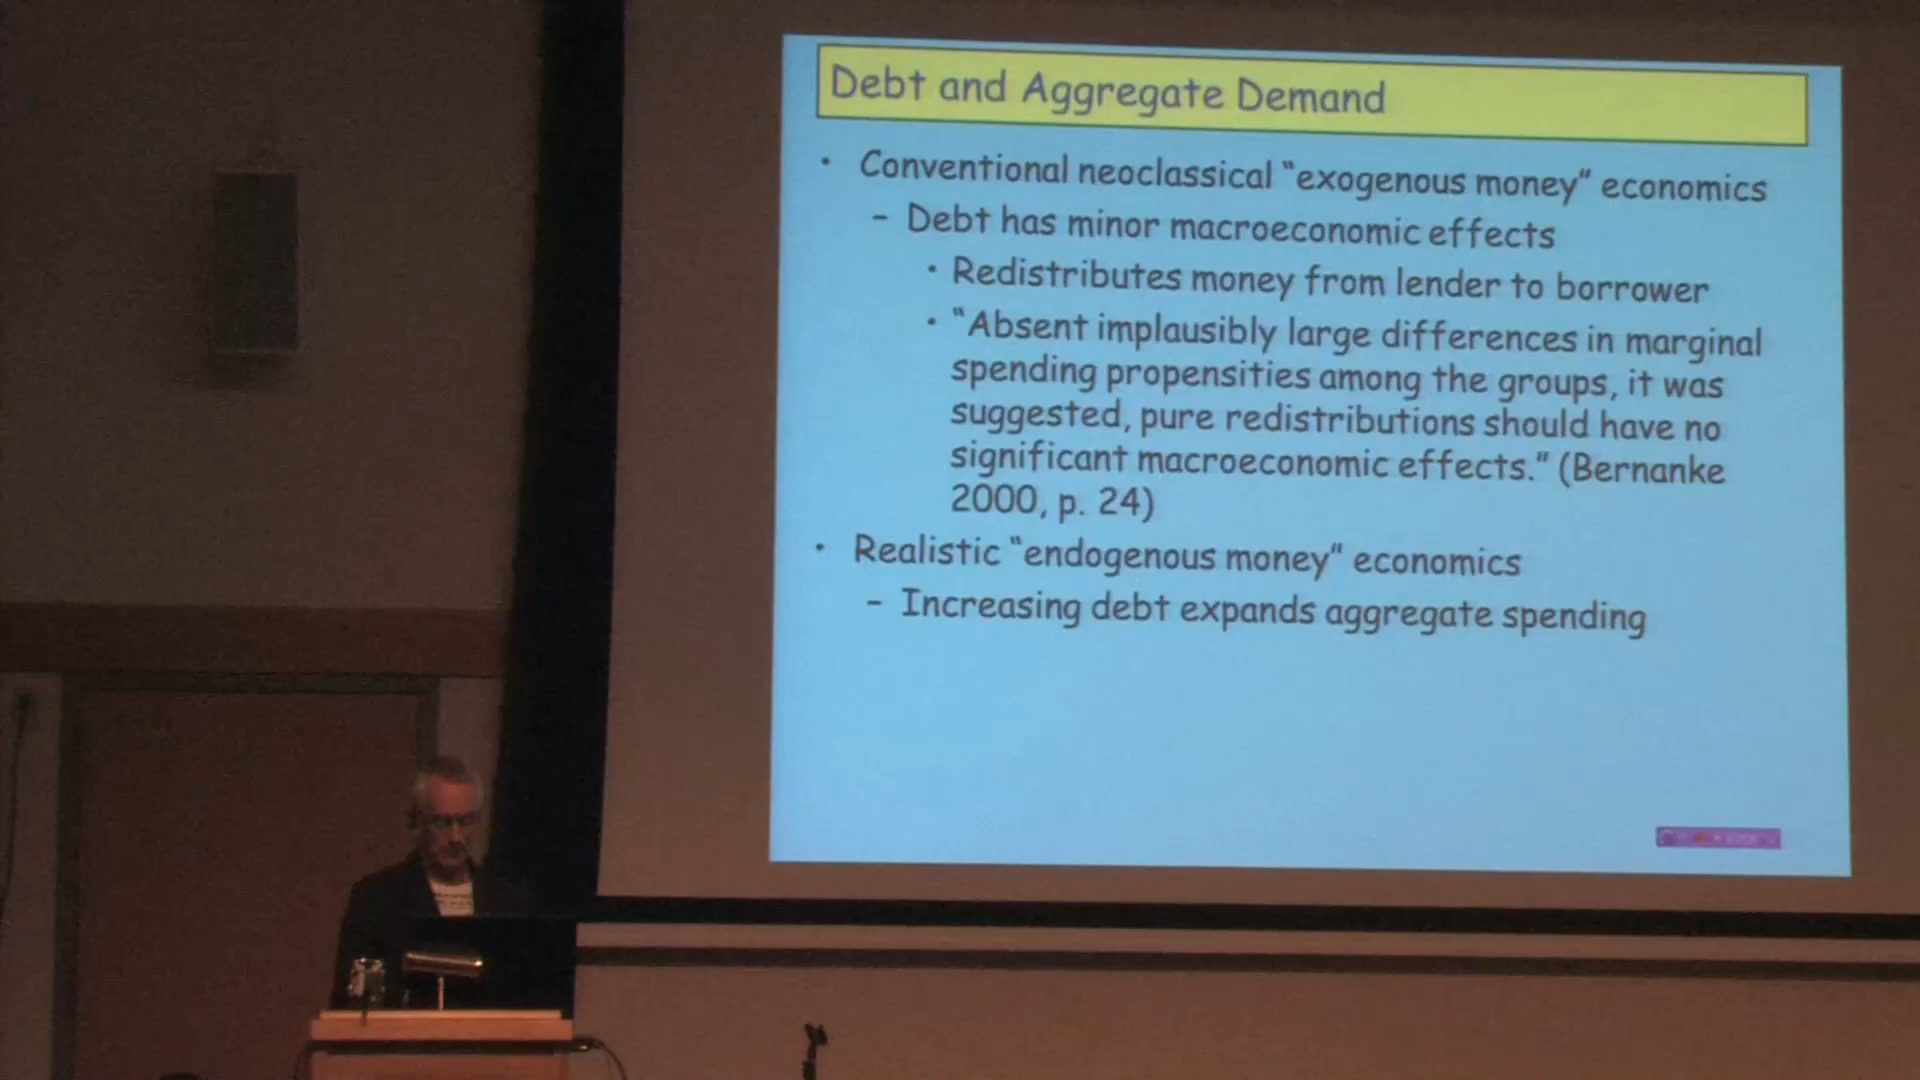 Debt and Aggregate Demand
• Conventional neoclassical “exogenous money” economics
– Debt has minor macroeconomic effects
• Redistributes money from lender to borrower
• “Absent implausibly large differences in marginal
spending propensities among the groups, it was
suggested, pure redistributions should have no
significant macroeconomic effects.” (Bernanke
2000, p. 24)
• Realistic “endogenous money” economics
– Increasing debt expands aggregate spending